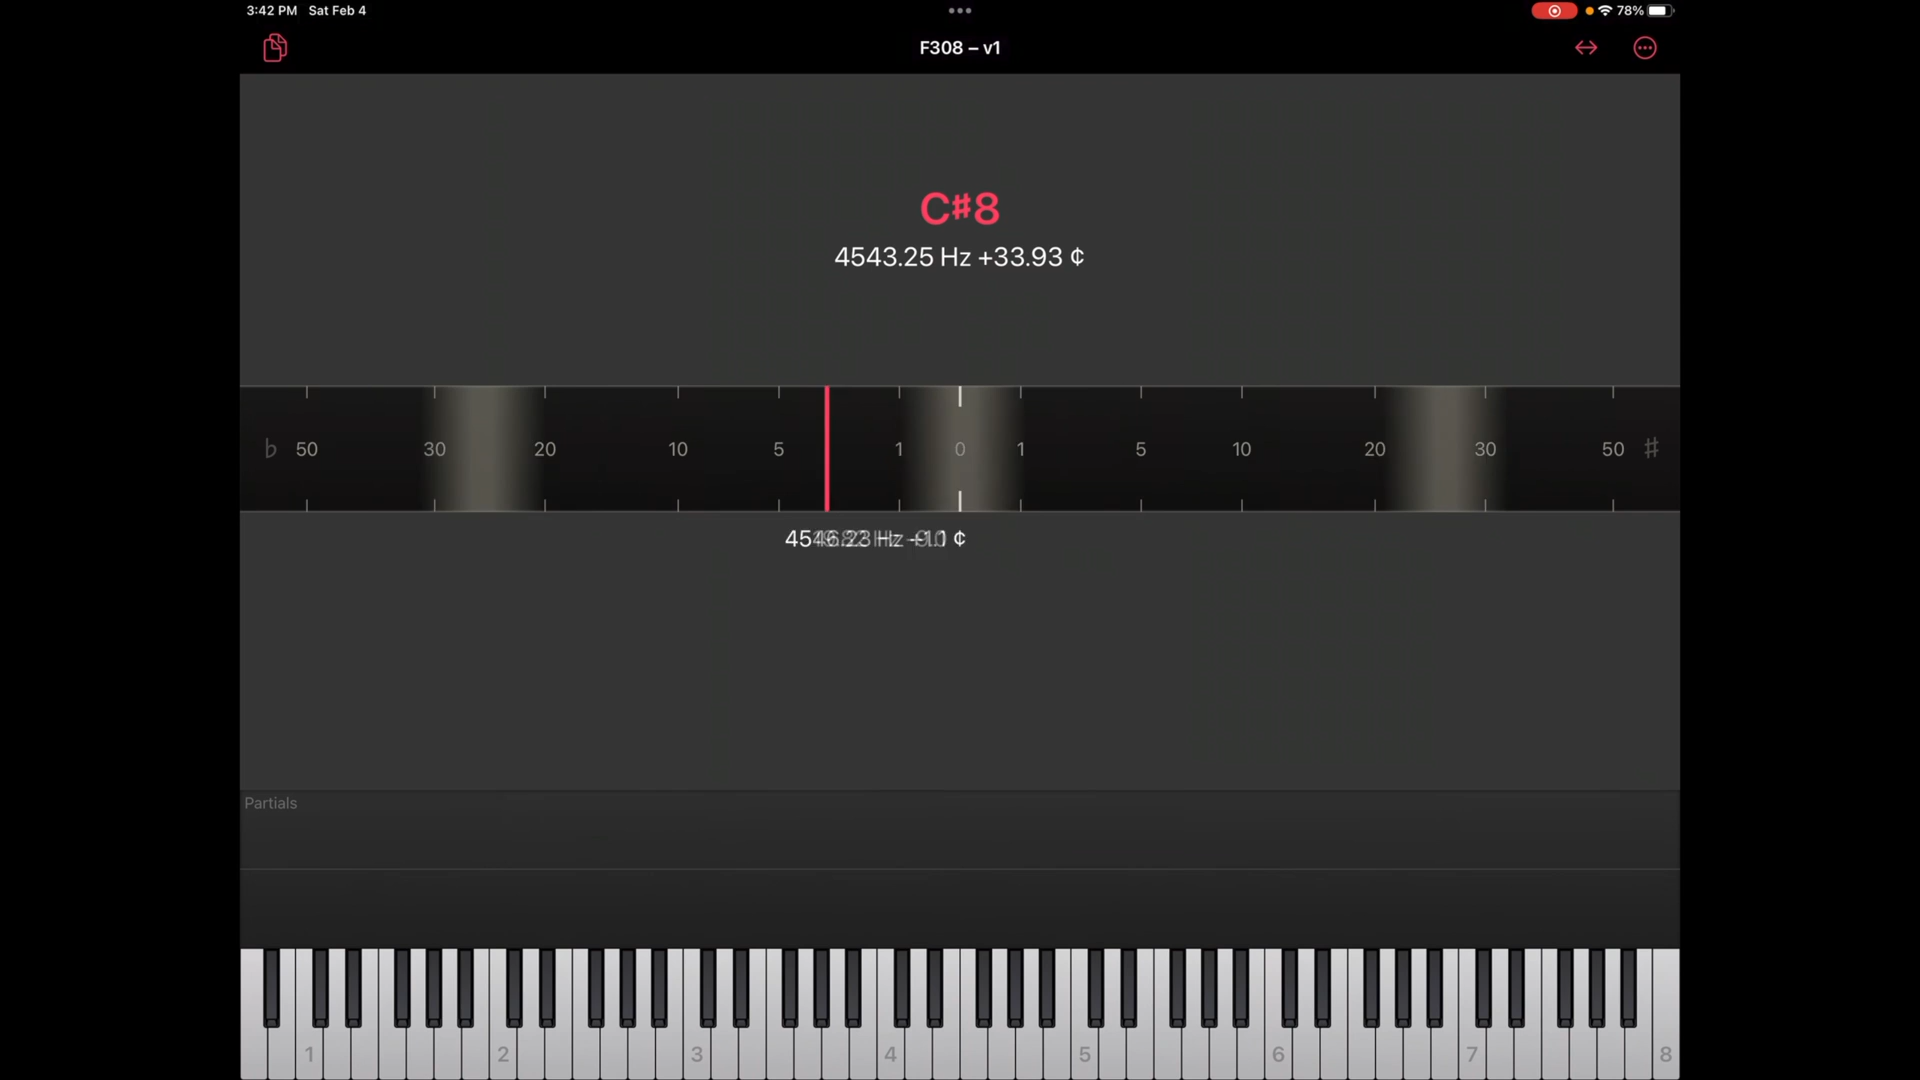 3:42 PM Sat Feb 4
78%
F308 – v1
C♯8
4543.25 Hz +33.93 ¢
♭ 50 30 20 10 5 1 0 1 5 10 20 30 50 ♯
Hz ¢
Partials
1 2 3 4 5 6 7 8